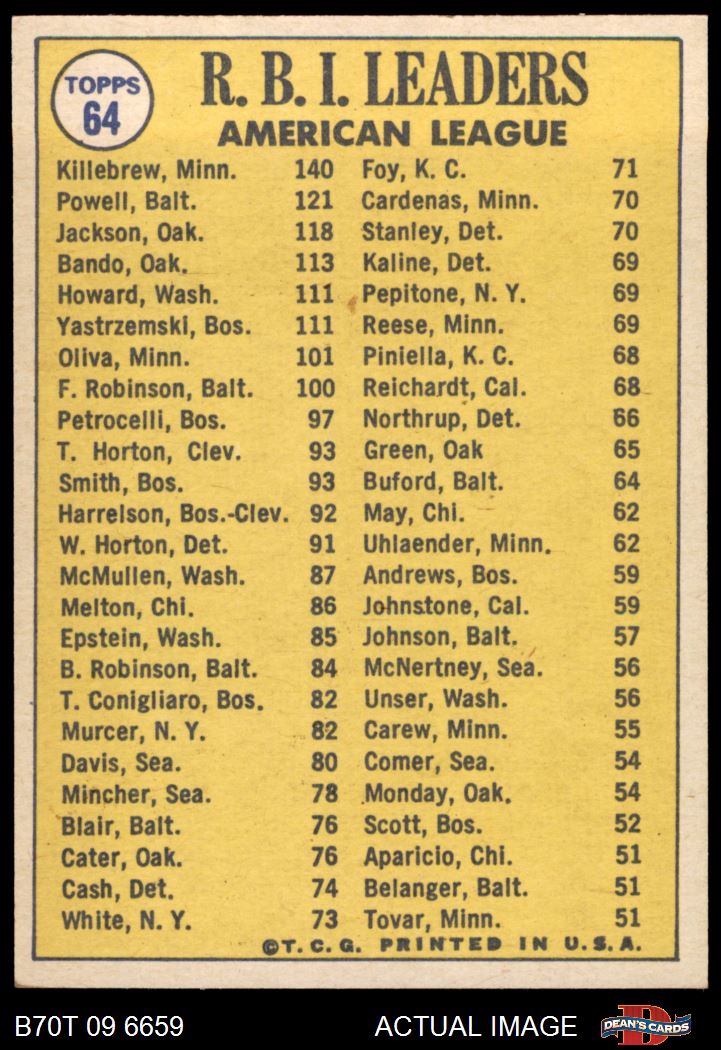 TOPPS
64
R. B. I. LEADERS
AMERICAN LEAGUE
Killebrew, Minn. 140
Powell, Balt. 121
Jackson, Oak. 118
Bando, Oak. 113
Howard, Wash. 111
Yastrzemski, Bos. 111
Oliva, Minn. 101
F. Robinson, Balt. 100
Petrocelli, Bos. 97
T. Horton, Clev. 93
Smith, Bos. 93
Harrelson, Bos.-Clev. 92
W. Horton, Det. 91
McMullen, Wash. 87
Melton, Chi. 86
Epstein, Wash. 85
B. Robinson, Balt. 84
T. Conigliaro, Bos. 82
Murcer, N. Y. 82
Davis, Sea. 80
Mincher, Sea. 78
Blair, Balt. 76
Cater, Oak. 76
Cash, Det. 74
White, N. Y. 73
Foy, K. C. 71
Cardenas, Minn. 70
Stanley, Det. 70
Kaline, Det. 69
Pepitone, N. Y. 69
Reese, Minn. 69
Piniella, K. C. 68
Reichardt, Cal. 68
Northrup, Det. 66
Green, Oak 65
Buford, Balt. 64
May, Chi. 62
Uhlaender, Minn. 62
Andrews, Bos. 59
Johnstone, Cal. 59
Johnson, Balt. 57
McNertney, Sea. 56
Unser, Wash. 56
Carew, Minn. 55
Comer, Sea. 54
Monday, Oak. 54
Scott, Bos. 52
Aparicio, Chi. 51
Belanger, Balt. 51
Tovar, Minn. 51
©T. C. G. PRINTED IN U.S.A.
B70T 09 6659
ACTUAL IMAGE
D
DEAN'S CARDS